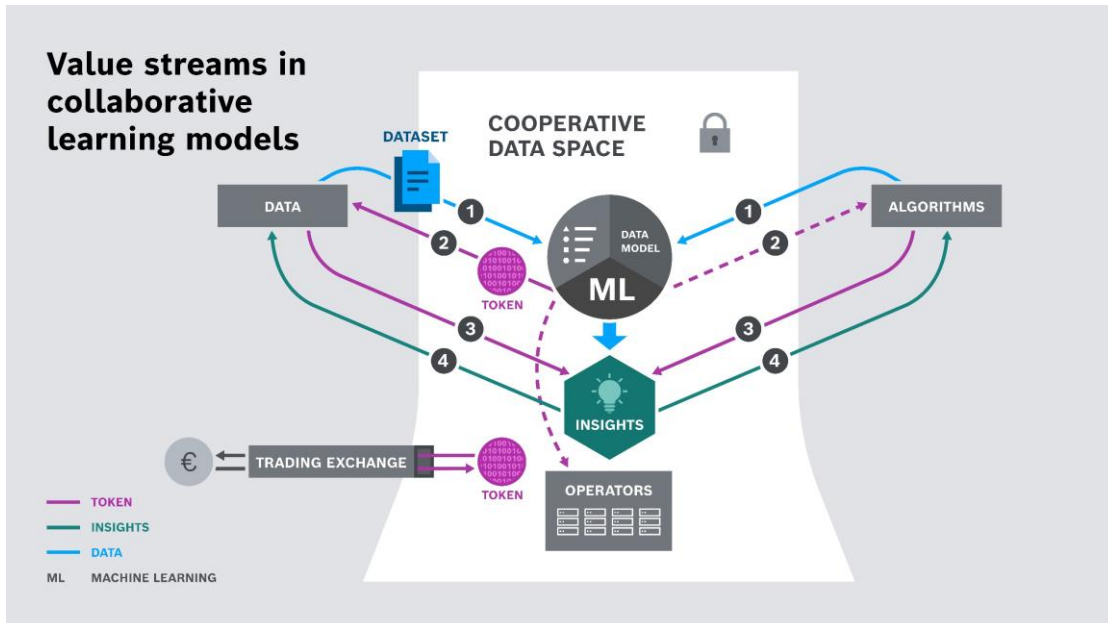 Value streams in
collaborative
learning models
DATASET
COOPERATIVE
DATA SPACE
DATA
1
2
TOKEN
3
4
DATA
MODEL
ML
1
2
ALGORITHMS
3
4
INSIGHTS
€
TRADING EXCHANGE
TOKEN
OPERATORS
TOKEN
INSIGHTS
DATA
ML MACHINE LEARNING